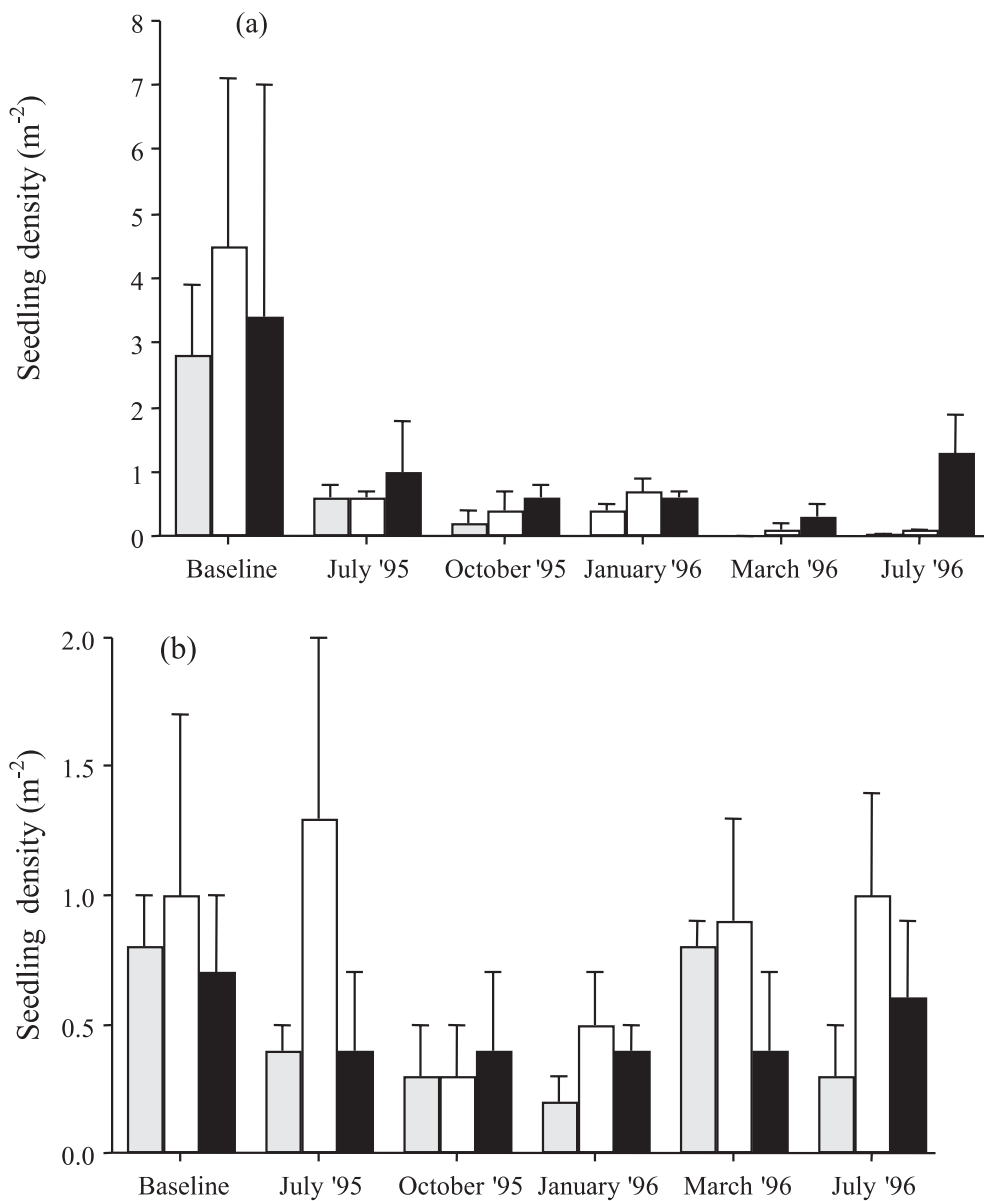 (a)
Seedling density (m-2)
8
7
6
5
4
3
2
1
0
Baseline July '95 October '95 January '96 March '96 July '96
(b)
Seedling density (m-2)
2.0
1.5
1.0
0.5
0.0
Baseline July '95 October '95 January '96 March '96 July '96